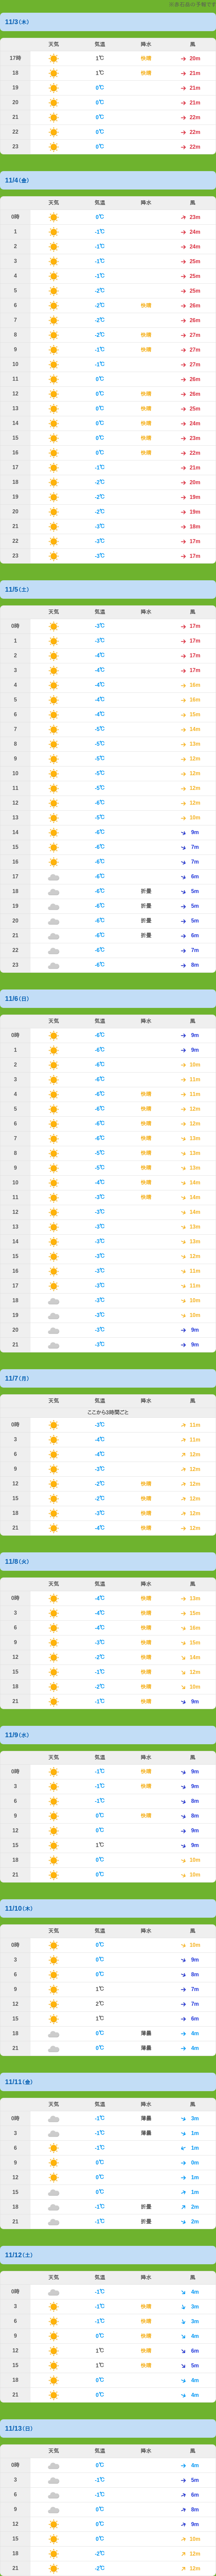 11/3(木)
天気 気温 降水 風
17時 1℃ 快晴 20m
18 1℃ 快晴 21m
19 0℃ 21m
20 0℃ 21m
21 0℃ 22m
22 0℃ 22m
23 0℃ 22m
11/4(金)
天気 気温 降水 風
0時 0℃ 23m
1 -1℃ 24m
2 -1℃ 24m
3 -1℃ 25m
4 -1℃ 25m
5 -2℃ 25m
6 -2℃ 快晴 26m
7 -2℃ 26m
8 -2℃ 快晴 27m
9 -1℃ 快晴 27m
10 -1℃ 27m
11 0℃ 26m
12 0℃ 快晴 26m
13 0℃ 快晴 25m
14 0℃ 快晴 24m
15 0℃ 快晴 23m
16 0℃ 快晴 22m
17 -1℃ 21m
18 -2℃ 20m
19 -2℃ 19m
20 -2℃ 19m
21 -3℃ 18m
22 -3℃ 17m
23 -3℃ 17m
11/5(土)
天気 気温 降水 風
0時 -3℃ 17m
1 -3℃ 17m
2 -4℃ 17m
3 -4℃ 17m
4 -4℃ 16m
5 -4℃ 16m
6 -4℃ 15m
7 -5℃ 14m
8 -5℃ 13m
9 -5℃ 12m
10 -5℃ 12m
11 -5℃ 12m
12 -6℃ 12m
13 -5℃ 10m
14 -6℃ 9m
15 -6℃ 7m
16 -6℃ 7m
17 -6℃ 6m
18 -6℃ 折曇 5m
19 -6℃ 折曇 5m
20 -6℃ 折曇 5m
21 -6℃ 折曇 6m
22 -6℃ 7m
23 -6℃ 8m
11/6(日)
天気 気温 降水 風
0時 -6℃ 9m
1 -6℃ 9m
2 -6℃ 10m
3 -6℃ 11m
4 -6℃ 快晴 11m
5 -6℃ 快晴 12m
6 -6℃ 快晴 12m
7 -6℃ 快晴 13m
8 -5℃ 快晴 13m
9 -5℃ 快晴 13m
10 -4℃ 快晴 14m
11 -3℃ 快晴 14m
12 -3℃ 14m
13 -3℃ 13m
14 -3℃ 13m
15 -3℃ 12m
16 -3℃ 11m
17 -3℃ 11m
18 -3℃ 10m
19 -3℃ 10m
20 -3℃ 9m
21 -3℃ 9m
11/7(月)
天気 気温 降水 風
ここから3時間ごと
0時 -3℃ 11m
3 -4℃ 11m
6 -4℃ 12m
9 -3℃ 12m
12 -2℃ 快晴 12m
15 -2℃ 快晴 12m
18 -3℃ 快晴 12m
21 -4℃ 快晴 12m
11/8(火)
天気 気温 降水 風
0時 -4℃ 快晴 13m
3 -4℃ 快晴 15m
6 -4℃ 快晴 16m
9 -3℃ 快晴 15m
12 -2℃ 快晴 14m
15 -1℃ 快晴 12m
18 -2℃ 快晴 10m
21 -1℃ 快晴 9m
11/9(水)
天気 気温 降水 風
0時 -1℃ 快晴 9m
3 -1℃ 快晴 9m
6 -1℃ 快晴 8m
9 0℃ 快晴 8m
12 0℃ 9m
15 1℃ 9m
18 0℃ 10m
21 0℃ 10m
11/10(木)
天気 気温 降水 風
0時 0℃ 10m
3 0℃ 9m
6 0℃ 8m
9 1℃ 7m
12 2℃ 7m
15 1℃ 6m
18 0℃ 薄曇 4m
21 0℃ 薄曇 4m
11/11(金)
天気 気温 降水 風
0時 -1℃ 薄曇 3m
3 -1℃ 薄曇 1m
6 -1℃ 1m
9 0℃ 0m
12 0℃ 1m
15 0℃ 1m
18 -1℃ 折曇 2m
21 -1℃ 折曇 2m
11/12(土)
天気 気温 降水 風
0時 -1℃ 4m
3 -1℃ 快晴 3m
6 -1℃ 快晴 3m
9 0℃ 快晴 4m
12 1℃ 快晴 6m
15 1℃ 快晴 5m
18 0℃ 4m
21 0℃ 4m
11/13(日)
天気 気温 降水 風
0時 0℃ 4m
3 -1℃ 5m
6 -1℃ 6m
9 0℃ 8m
12 0℃ 9m
15 0℃ 10m
18 -2℃ 12m
21 -2℃ 12m